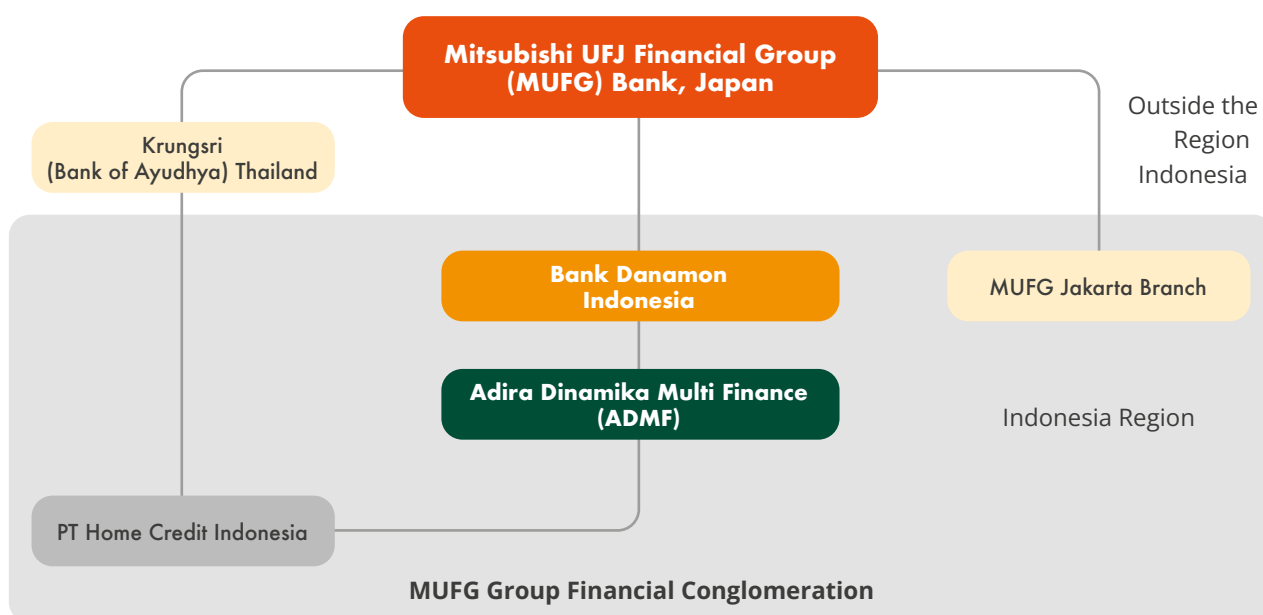 Mitsubishi UFJ Financial Group
(MUFG) Bank, Japan
Krungsri
(Bank of Ayudhya) Thailand
Outside the
Region
Indonesia
Bank Danamon
Indonesia
MUFG Jakarta Branch
Adira Dinamika Multi Finance
(ADMF)
Indonesia Region
PT Home Credit Indonesia
MUFG Group Financial Conglomeration